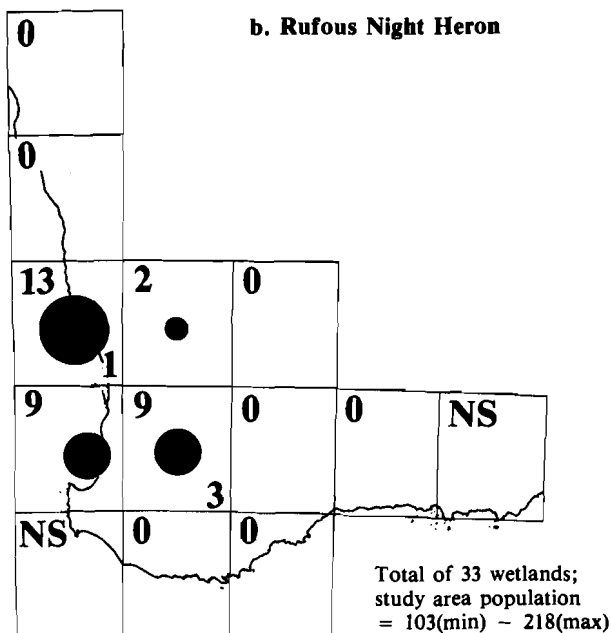 b. Rufous Night Heron
0
0
13 2 0
1
9 9 0 0 NS
3
NS 0 0
Total of 33 wetlands;
study area population
= 103(min) – 218(max)